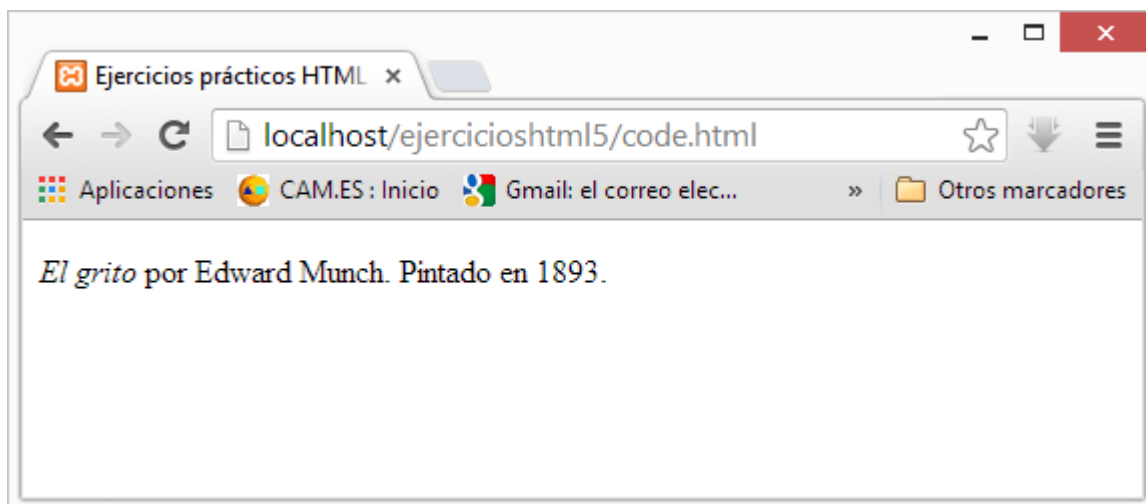 Ejercicios prácticos HTML
localhost/ejercicioshtml5/code.html
Aplicaciones CAM.ES : Inicio Gmail: el correo elec... » Otros marcadores
El grito por Edward Munch. Pintado en 1893.